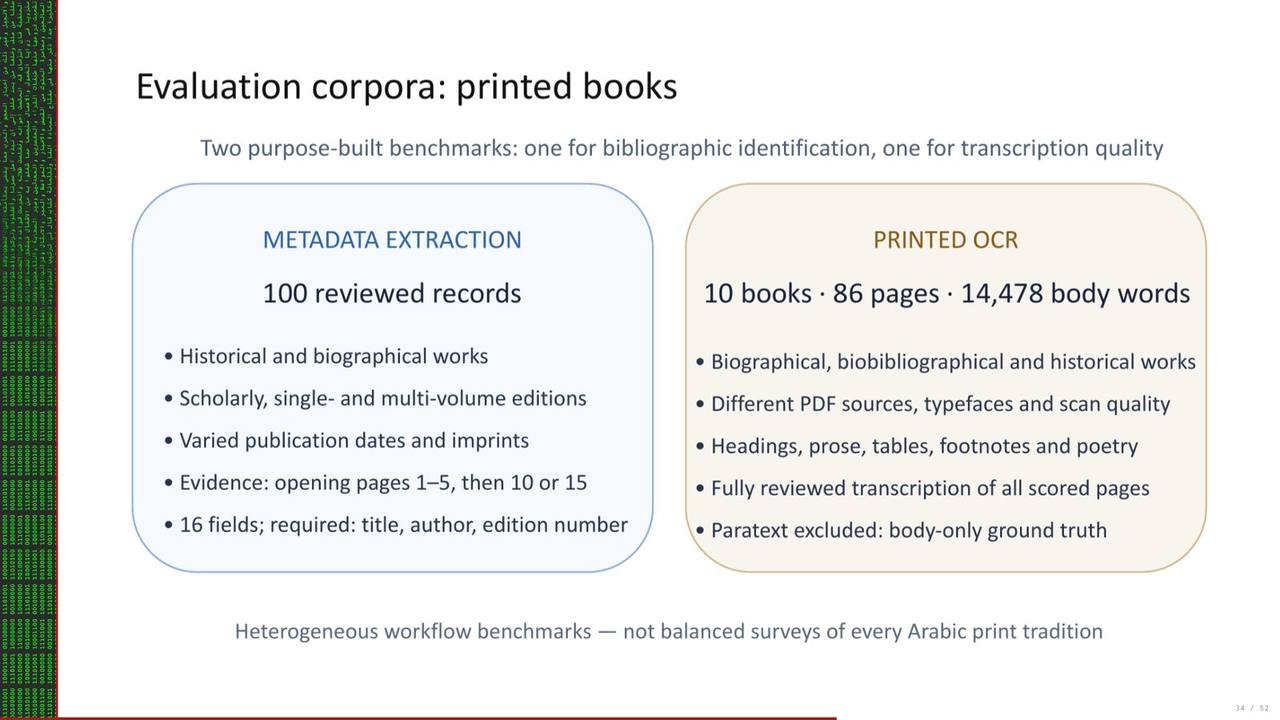 Evaluation corpora: printed books
Two purpose-built benchmarks: one for bibliographic identification, one for transcription quality
METADATA EXTRACTION
100 reviewed records
• Historical and biographical works
• Scholarly, single- and multi-volume editions
• Varied publication dates and imprints
• Evidence: opening pages 1–5, then 10 or 15
• 16 fields; required: title, author, edition number
PRINTED OCR
10 books · 86 pages · 14,478 body words
• Biographical, biobibliographical and historical works
• Different PDF sources, typefaces and scan quality
• Headings, prose, tables, footnotes and poetry
• Fully reviewed transcription of all scored pages
• Paratext excluded: body-only ground truth
Heterogeneous workflow benchmarks — not balanced surveys of every Arabic print tradition
34 / 52